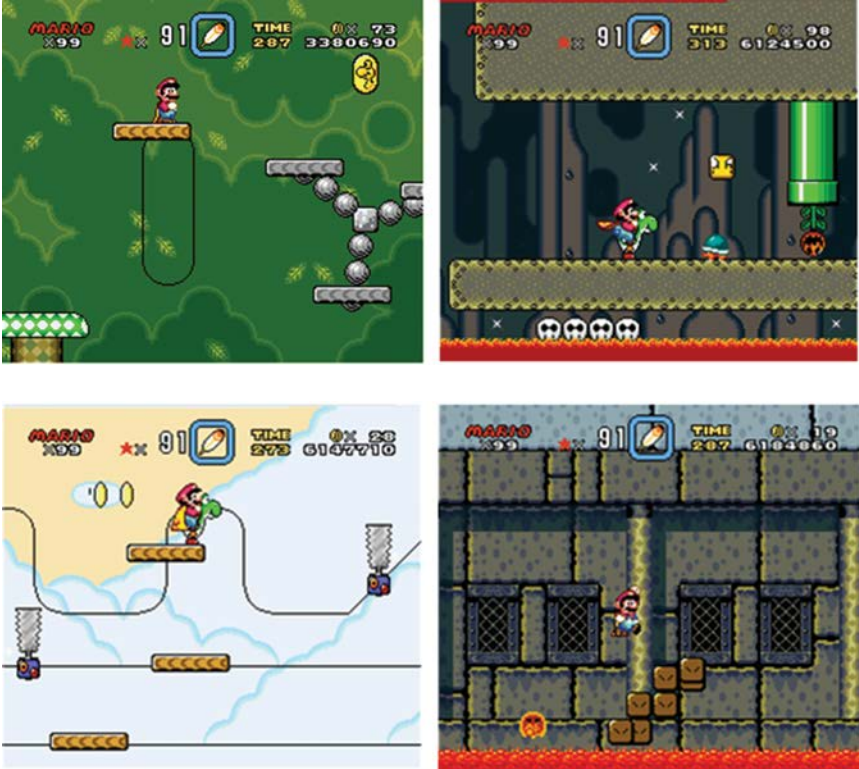 MARIO ★× 91 TIME × 73
×99 287 3380690
MARIO ★× 91 TIME × 98
×99 313 6124500
MARIO ★× 91 TIME × 28
×99 273 6147710
MARIO ★× 91 TIME × 19
×99 287 6184860